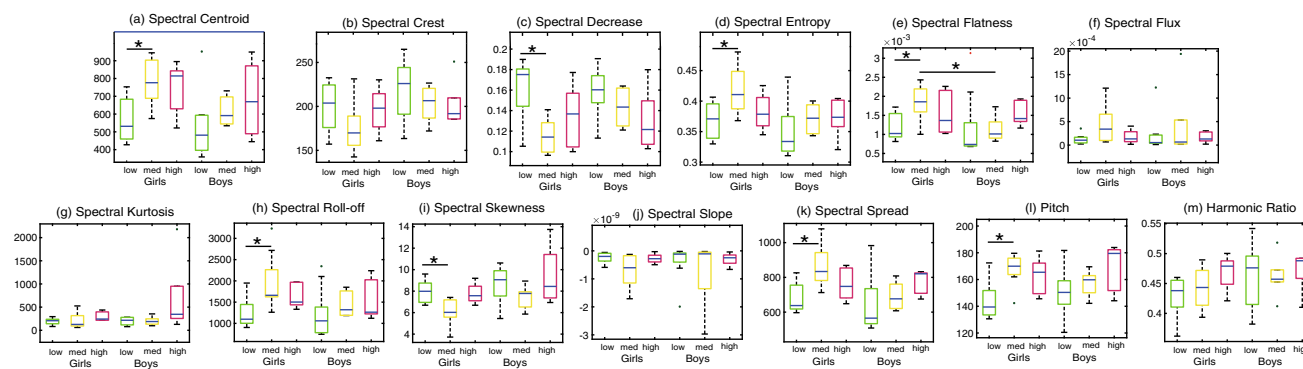 (a) Spectral Centroid
*
900
800
700
600
500
400
low med high low med high
Girls Boys
(b) Spectral Crest
250
200
150
low med high low med high
Girls Boys
(c) Spectral Decrease
0.2
*
0.18
0.16
0.14
0.12
0.1
low med high low med high
Girls Boys
(d) Spectral Entropy
*
0.45
0.4
0.35
0.3
low med high low med high
Girls Boys
(e) Spectral Flatness
×10⁻³
3
*
2.5
*
2
1.5
1
0.5
low med high low med high
Girls Boys
(f) Spectral Flux
20 ×10⁻⁴
15
10
5
0
low med high low med high
Girls Boys
(g) Spectral Kurtosis
2000
1500
1000
500
0
low med high low med high
Girls Boys
(h) Spectral Roll-off
3000
*
2500
2000
1500
1000
low med high low med high
Girls Boys
(i) Spectral Skewness
14
12
10
*
8
6
4
low med high low med high
Girls Boys
(j) Spectral Slope
×10⁻⁹
0
-1
-2
-3
low med high low med high
Girls Boys
(k) Spectral Spread
1000
*
800
600
low med high low med high
Girls Boys
(l) Pitch
200
180
*
160
140
120
low med high low med high
Girls Boys
(m) Harmonic Ratio
0.55
0.5
0.45
0.4
low med high low med high
Girls Boys